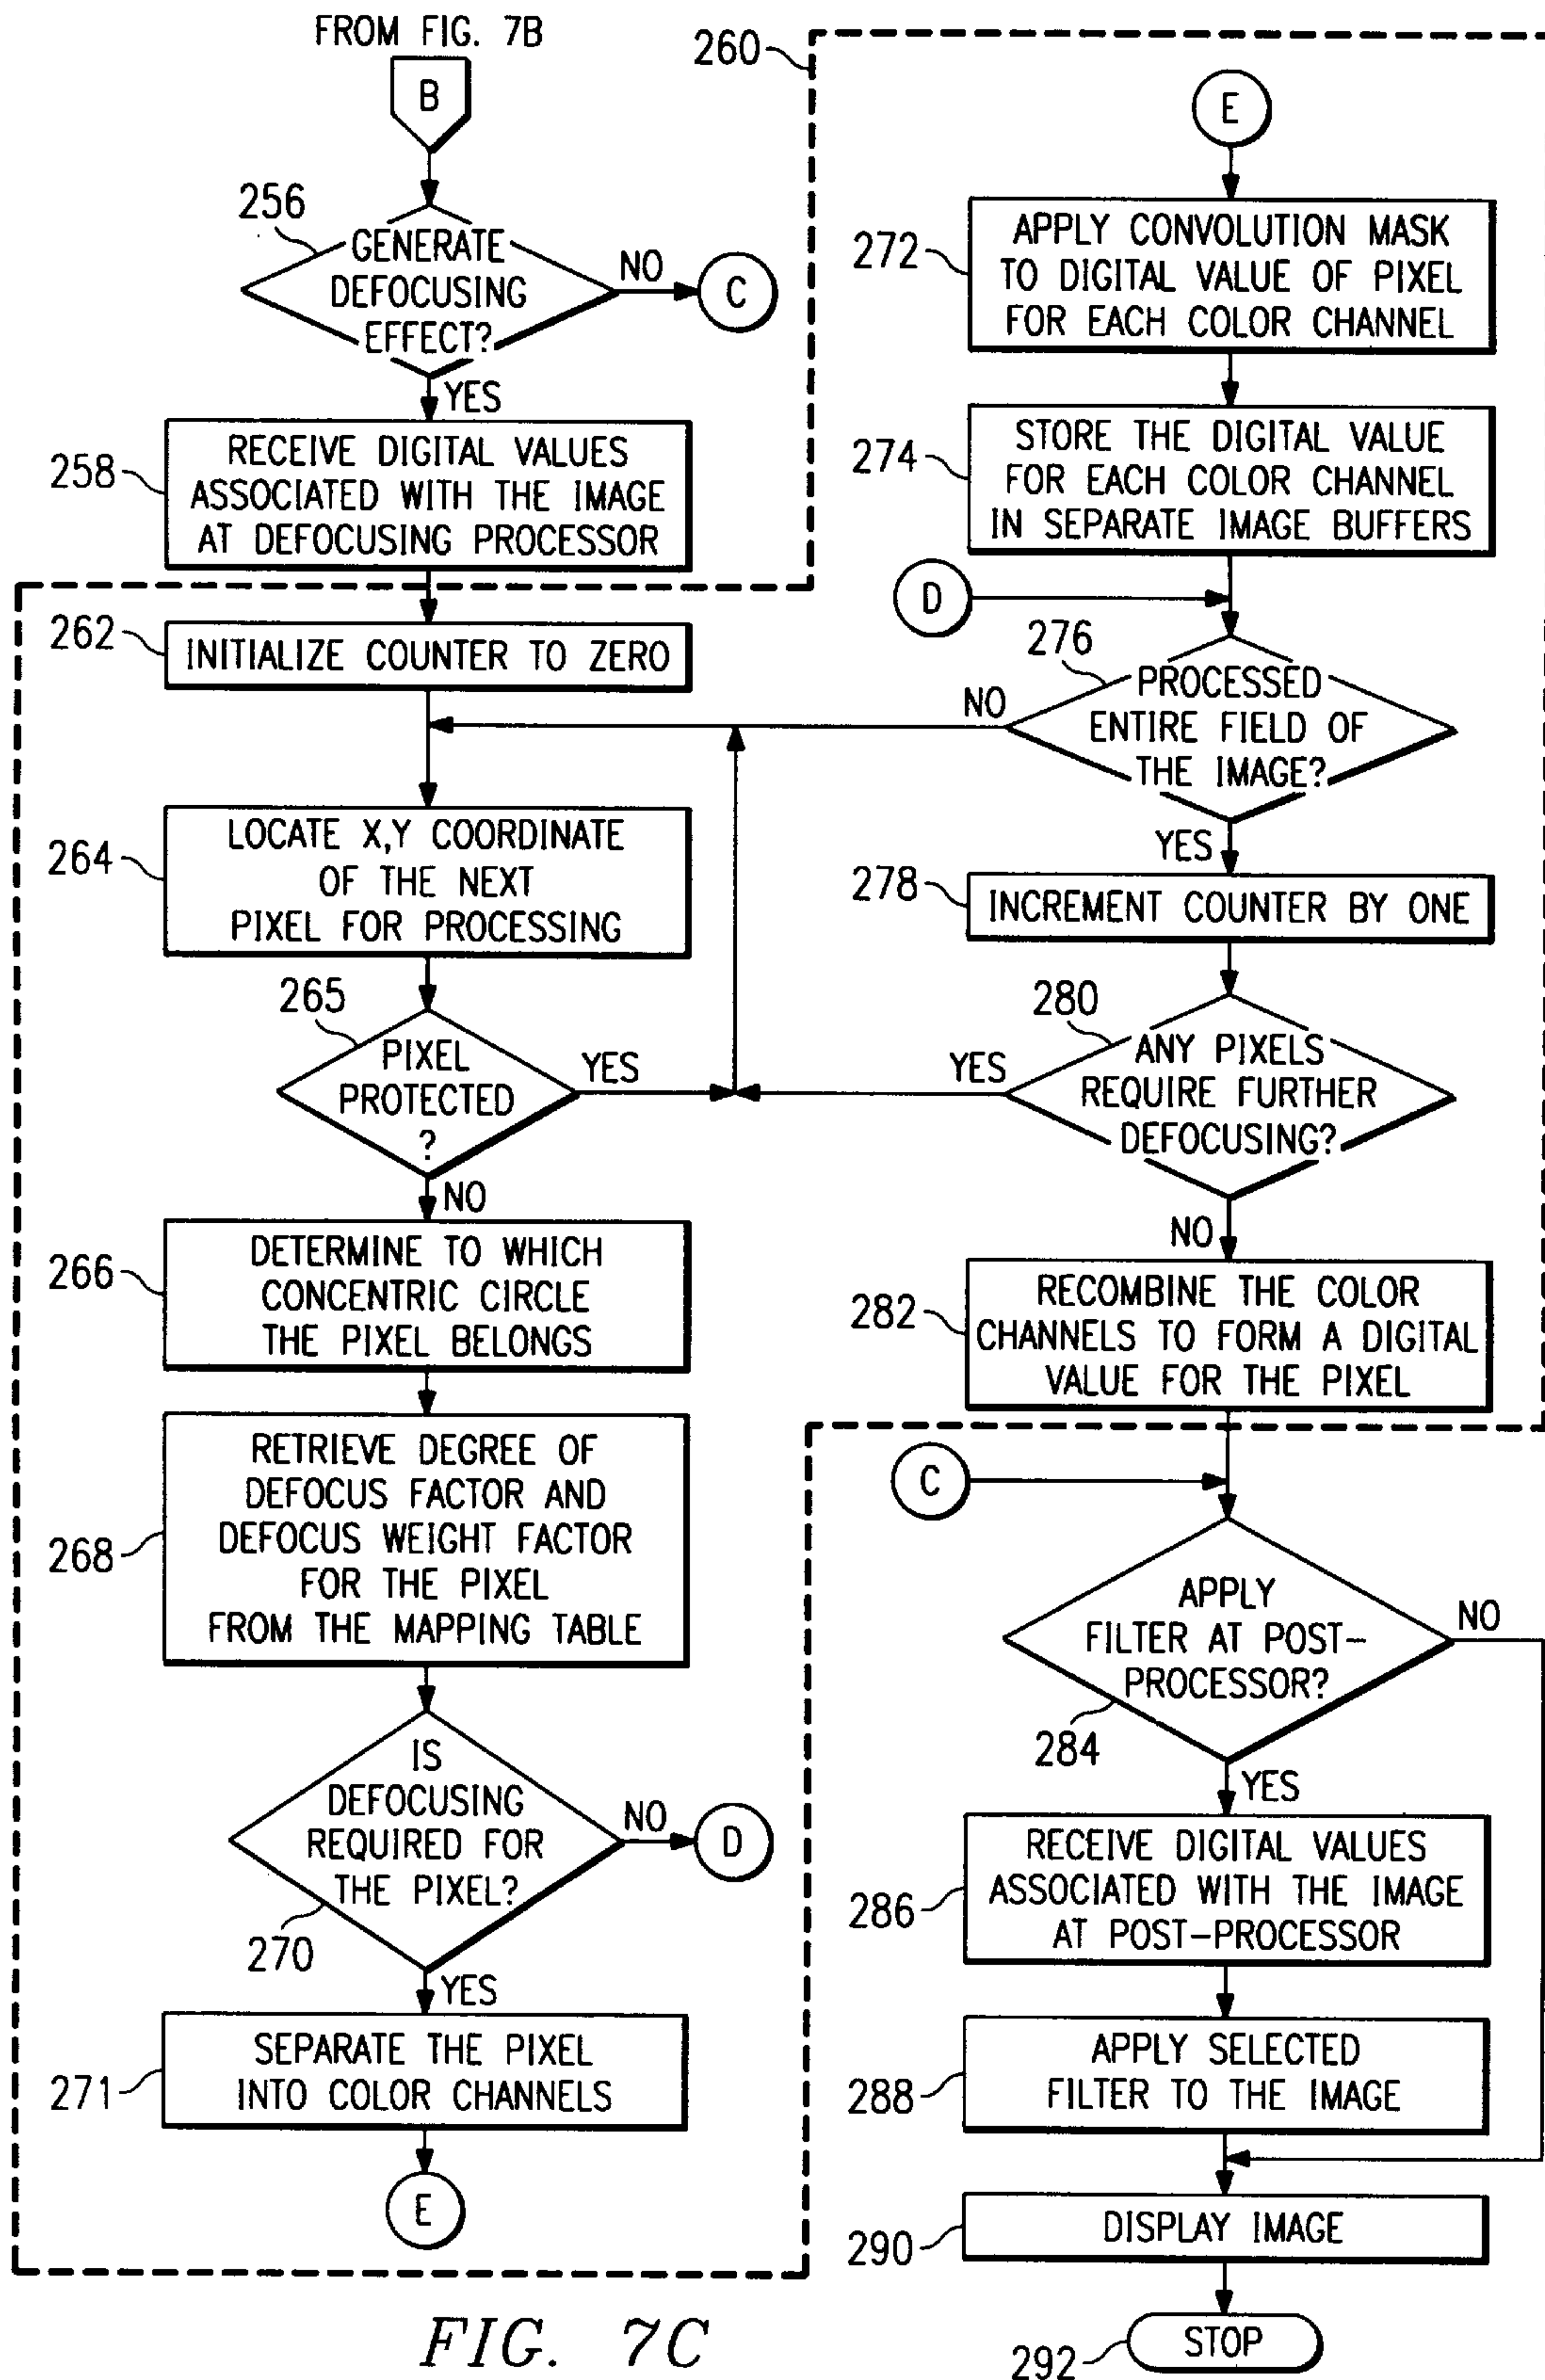 FROM FIG. 7B
B
256
GENERATE
DEFOCUSING
EFFECT?
NO
C
YES
258
RECEIVE DIGITAL VALUES
ASSOCIATED WITH THE IMAGE
AT DEFOCUSING PROCESSOR
260
262
INITIALIZE COUNTER TO ZERO
264
LOCATE X,Y COORDINATE
OF THE NEXT
PIXEL FOR PROCESSING
265
PIXEL
PROTECTED
?
YES
NO
266
DETERMINE TO WHICH
CONCENTRIC CIRCLE
THE PIXEL BELONGS
268
RETRIEVE DEGREE OF
DEFOCUS FACTOR AND
DEFOCUS WEIGHT FACTOR
FOR THE PIXEL
FROM THE MAPPING TABLE
IS
DEFOCUSING
REQUIRED FOR
THE PIXEL?
270
NO
D
YES
271
SEPARATE THE PIXEL
INTO COLOR CHANNELS
E
E
272
APPLY CONVOLUTION MASK
TO DIGITAL VALUE OF PIXEL
FOR EACH COLOR CHANNEL
274
STORE THE DIGITAL VALUE
FOR EACH COLOR CHANNEL
IN SEPARATE IMAGE BUFFERS
D
276
PROCESSED
ENTIRE FIELD OF
THE IMAGE?
NO
YES
278
INCREMENT COUNTER BY ONE
280
ANY PIXELS
REQUIRE FURTHER
DEFOCUSING?
YES
NO
282
RECOMBINE THE COLOR
CHANNELS TO FORM A DIGITAL
VALUE FOR THE PIXEL
C
APPLY
FILTER AT POST-
PROCESSOR?
284
NO
YES
286
RECEIVE DIGITAL VALUES
ASSOCIATED WITH THE IMAGE
AT POST-PROCESSOR
288
APPLY SELECTED
FILTER TO THE IMAGE
290
DISPLAY IMAGE
292
STOP
FIG. 7C